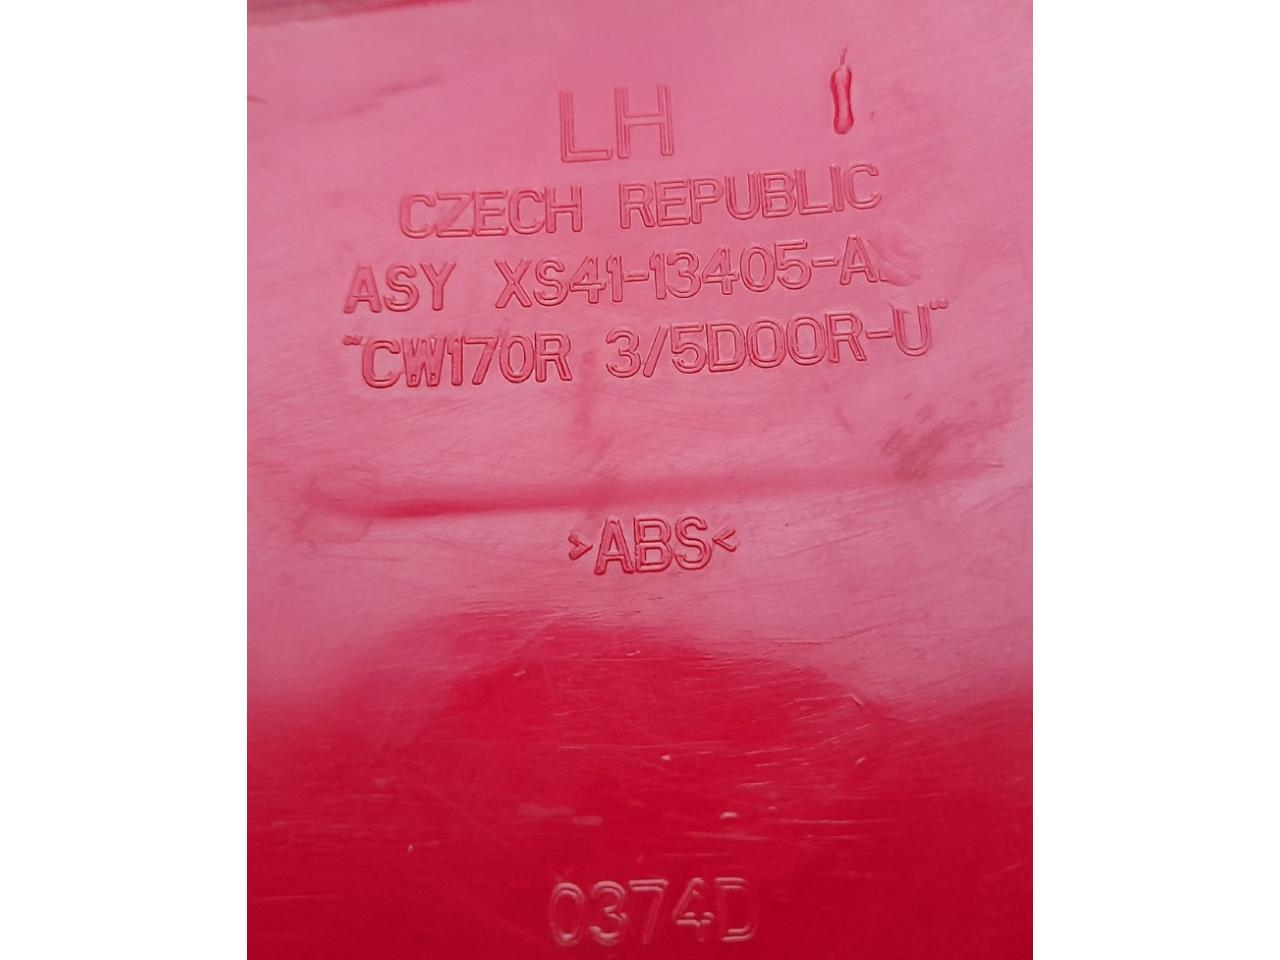 LH
CZECH REPUBLIC
ASY XS41-13405-A
"CW170R 3/5DOOR-U"
>ABS<
0374D